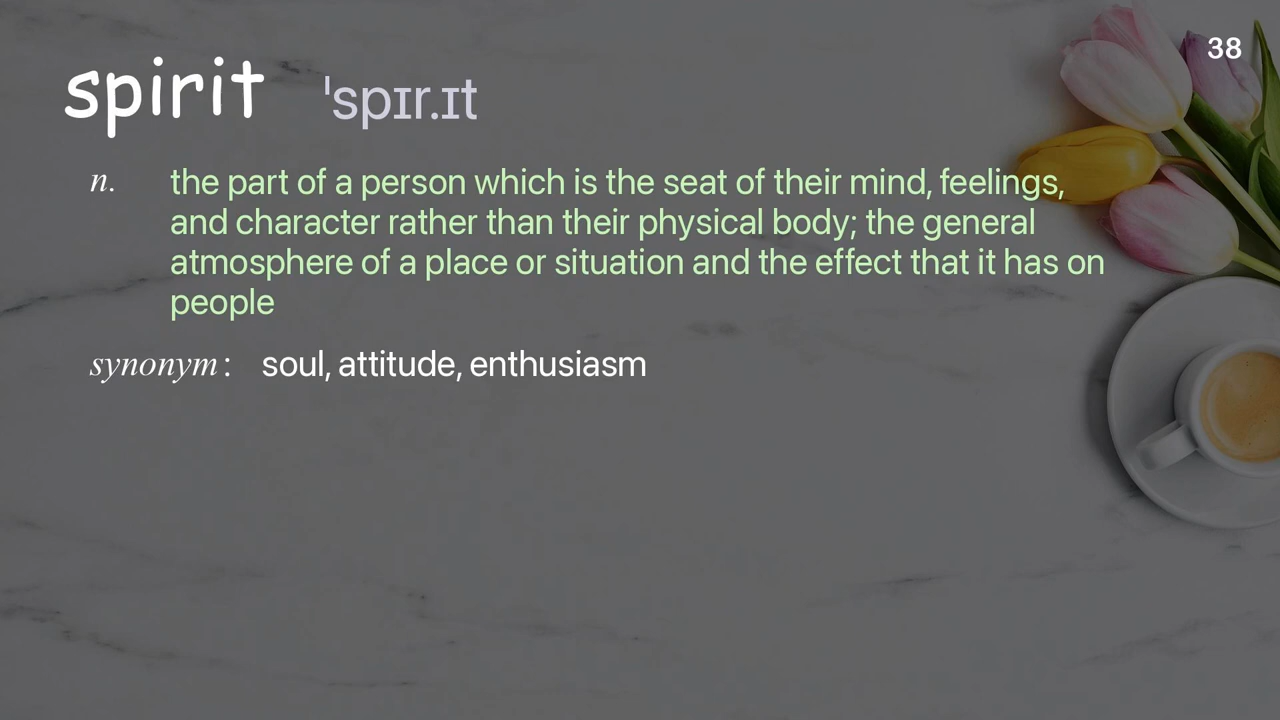 38
spirit ˈspɪr.ɪt
n. the part of a person which is the seat of their mind, feelings,
and character rather than their physical body; the general
atmosphere of a place or situation and the effect that it has on
people
synonym: soul, attitude, enthusiasm